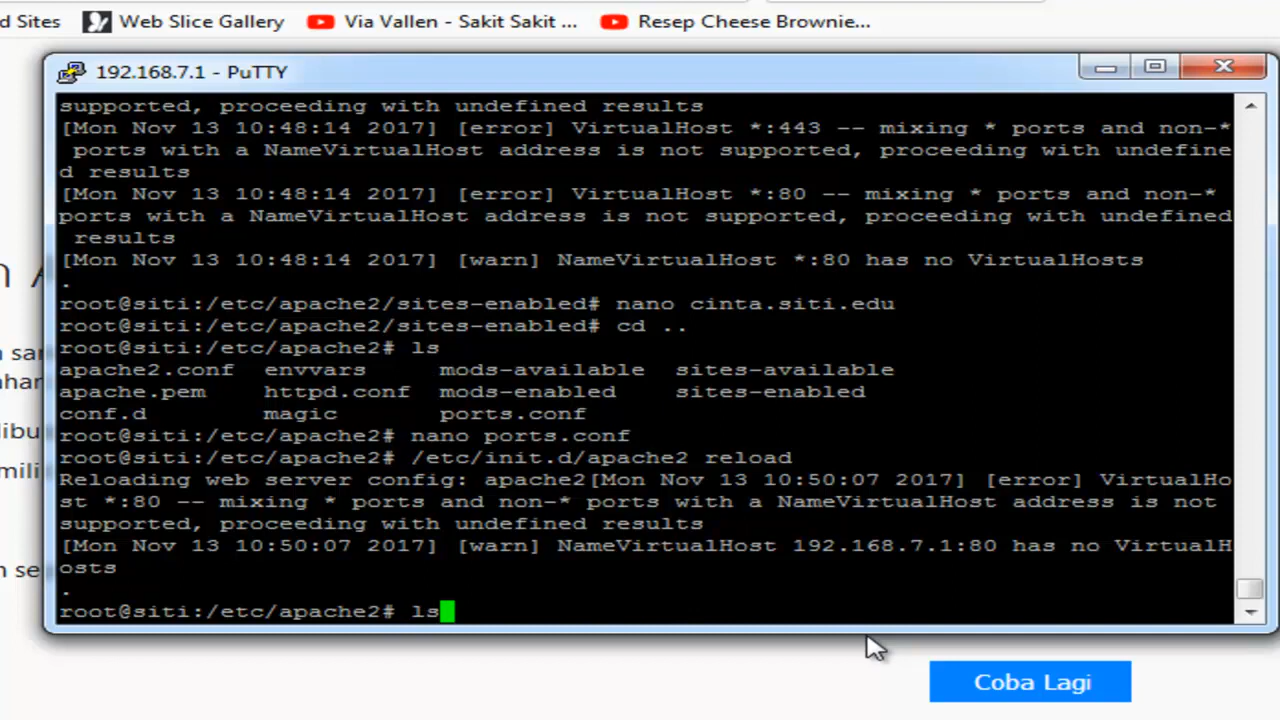 d Sites Web Slice Gallery Via Vallen - Sakit Sakit ... Resep Cheese Brownie...
192.168.7.1 - PuTTY
supported, proceeding with undefined results
[Mon Nov 13 10:48:14 2017] [error] VirtualHost *:443 -- mixing * ports and non-*
ports with a NameVirtualHost address is not supported, proceeding with undefine
d results
[Mon Nov 13 10:48:14 2017] [error] VirtualHost *:80 -- mixing * ports and non-*
ports with a NameVirtualHost address is not supported, proceeding with undefined
results
[Mon Nov 13 10:48:14 2017] [warn] NameVirtualHost *:80 has no VirtualHosts
.
root@siti:/etc/apache2/sites-enabled# nano cinta.siti.edu
root@siti:/etc/apache2/sites-enabled# cd ..
root@siti:/etc/apache2# ls
apache2.conf envvars mods-available sites-available
apache.pem httpd.conf mods-enabled sites-enabled
conf.d magic ports.conf
root@siti:/etc/apache2# nano ports.conf
root@siti:/etc/apache2# /etc/init.d/apache2 reload
Reloading web server config: apache2[Mon Nov 13 10:50:07 2017] [error] VirtualHo
st *:80 -- mixing * ports and non-* ports with a NameVirtualHost address is not
supported, proceeding with undefined results
[Mon Nov 13 10:50:07 2017] [warn] NameVirtualHost 192.168.7.1:80 has no VirtualH
osts
.
root@siti:/etc/apache2# ls
Coba Lagi